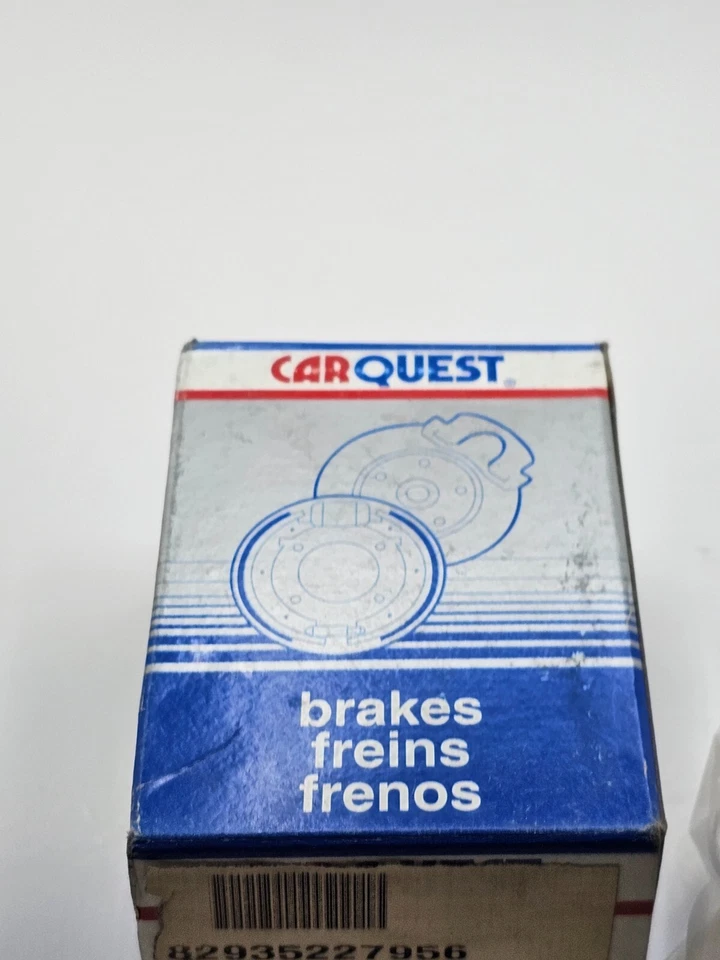 CARQUEST®
brakes
freins
frenos
82935227956